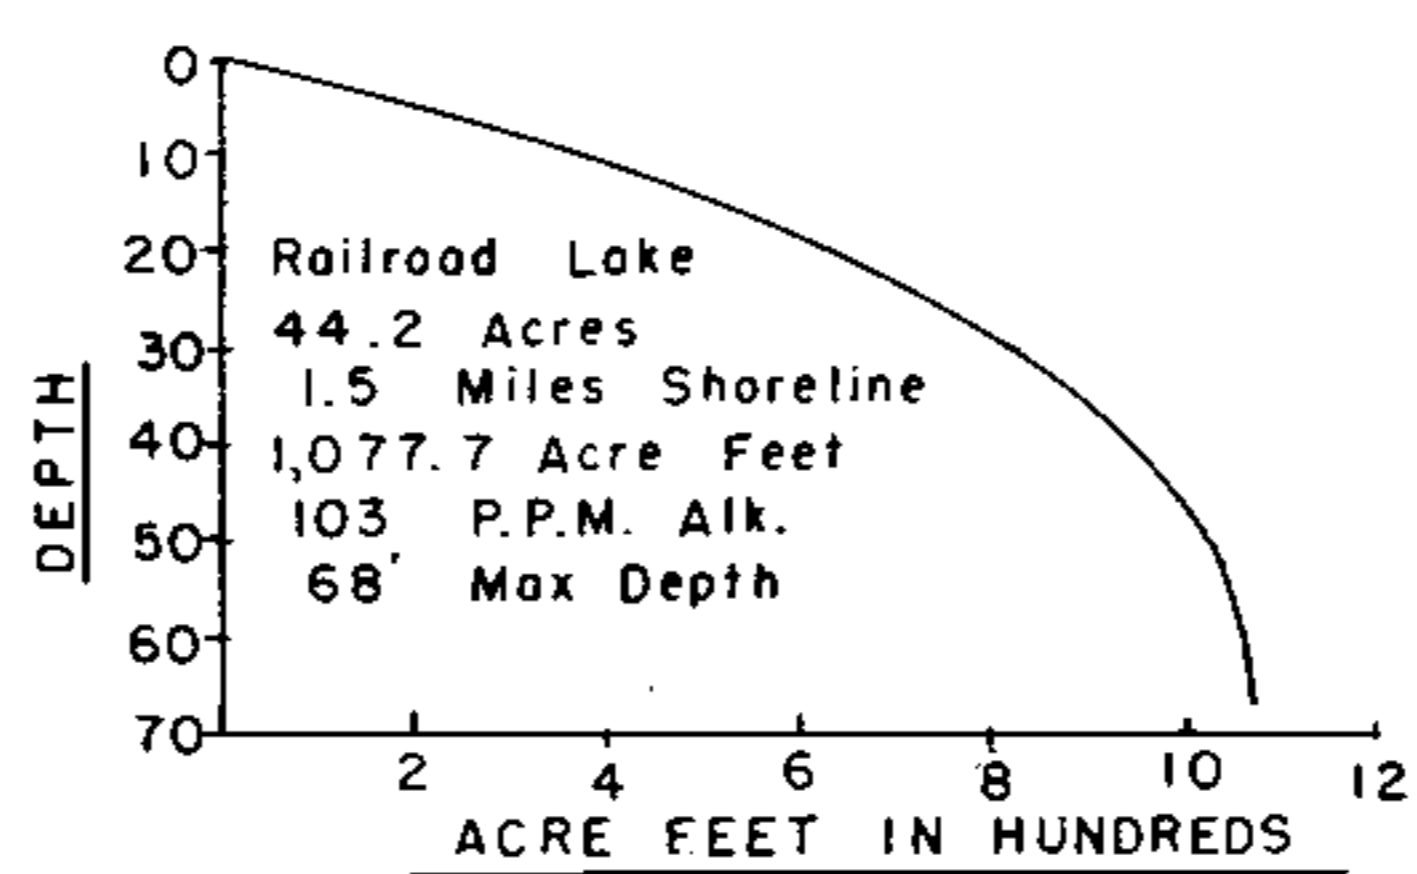 0
10
20
30
40
50
60
70
DEPTH
Railroad Lake
44.2 Acres
1.5 Miles Shoreline
1,077.7 Acre Feet
103 P.P.M. Alk.
68' Max Depth
2 4 6 8 10 12
ACRE FEET IN HUNDREDS